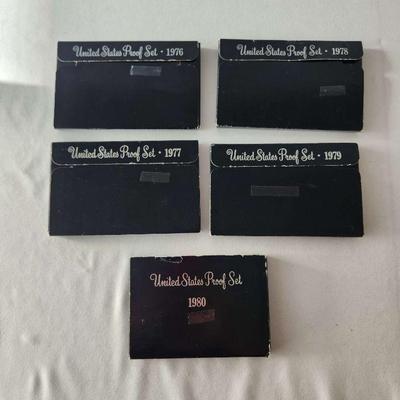 United States Proof Set • 1976
United States Proof Set • 1978
United States Proof Set • 1977
United States Proof Set • 1979
United States Proof Set
1980